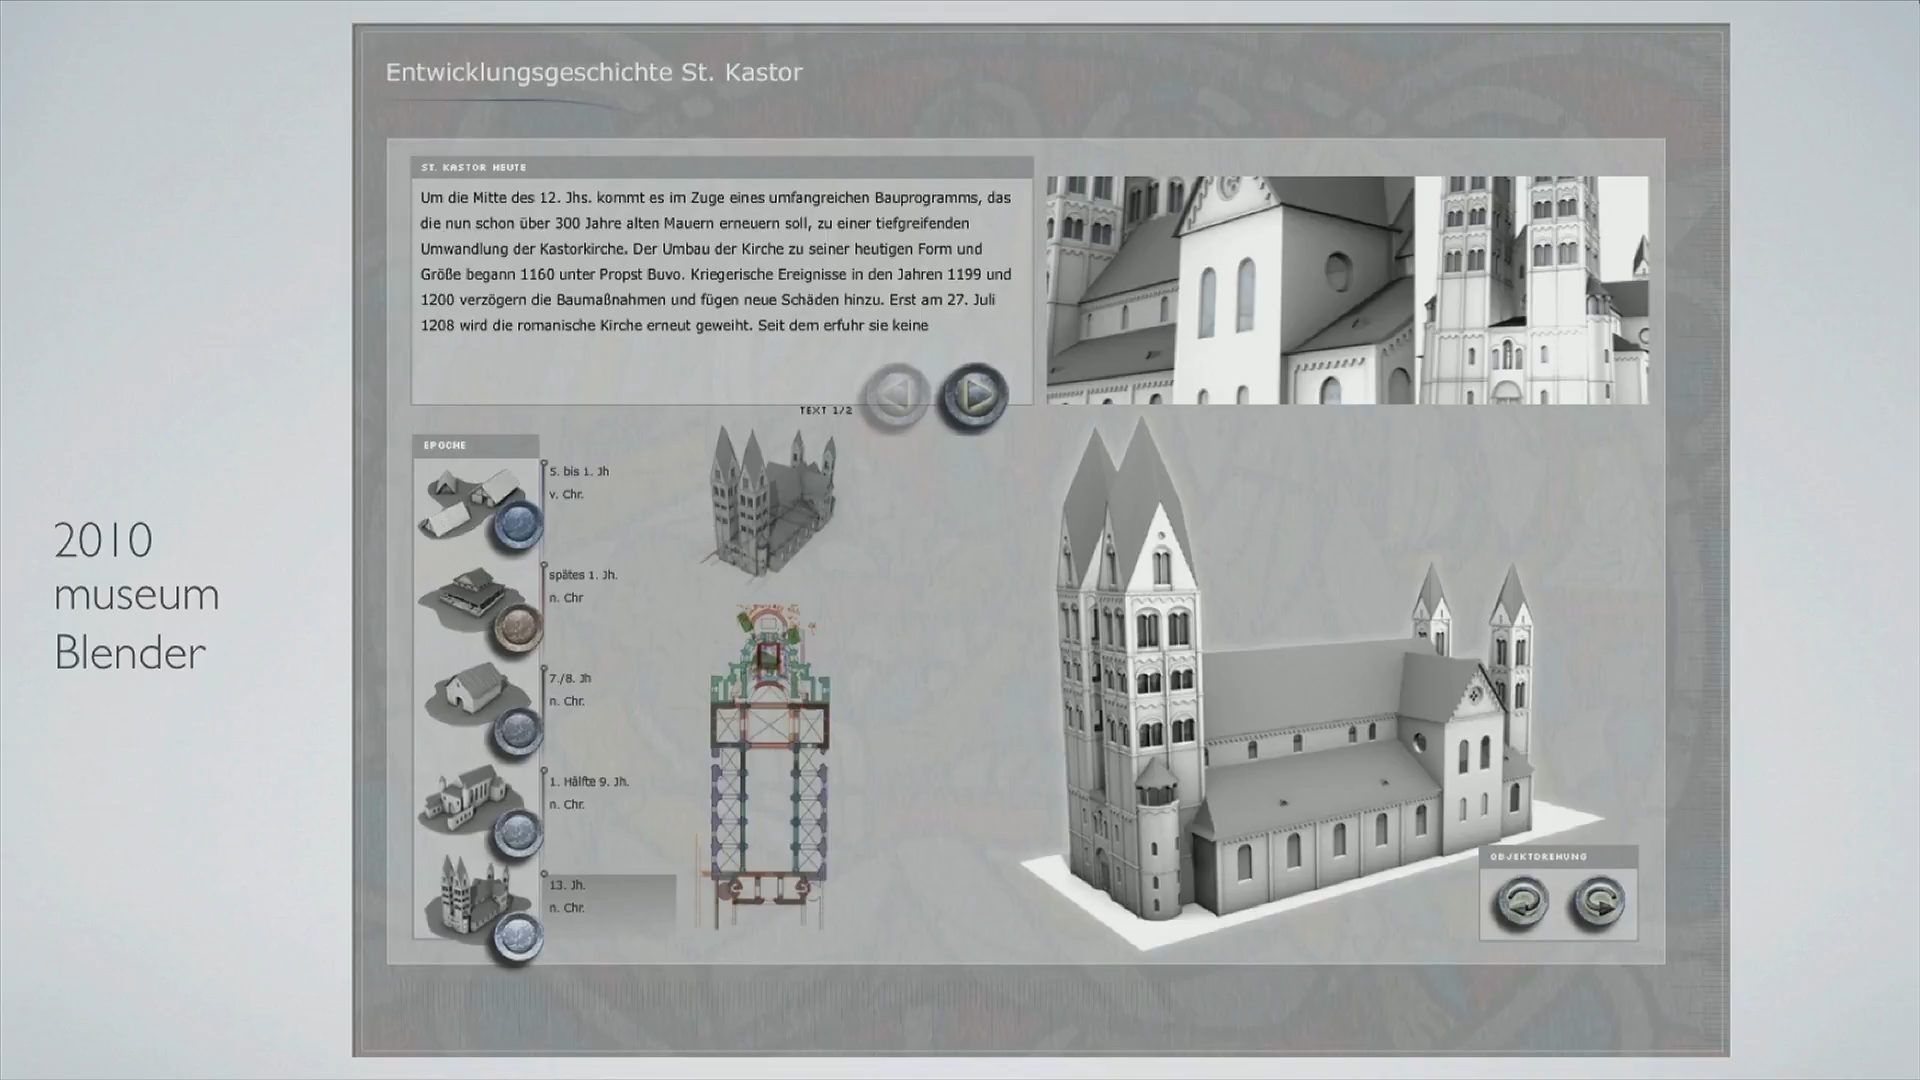 Entwicklungsgeschichte St. Kastor
ST. KASTOR HEUTE
Um die Mitte des 12. Jhs. kommt es im Zuge eines umfangreichen Bauprogramms, das
die nun schon über 300 Jahre alten Mauern erneuern soll, zu einer tiefgreifenden
Umwandlung der Kastorkirche. Der Umbau der Kirche zu seiner heutigen Form und
Größe begann 1160 unter Propst Buvo. Kriegerische Ereignisse in den Jahren 1199 und
1200 verzögern die Baumaßnahmen und fügen neue Schäden hinzu. Erst am 27. Juli
1208 wird die romanische Kirche erneut geweiht. Seit dem erfuhr sie keine
TEXT 1/2
EPOCHE
5. bis 1. Jh
v. Chr.
spätes 1. Jh.
n. Chr
7./8. Jh
n. Chr.
1. Hälfte 9. Jh.
n. Chr.
13. Jh.
n. Chr.
OBJEKTDREHUNG
2010
museum
Blender